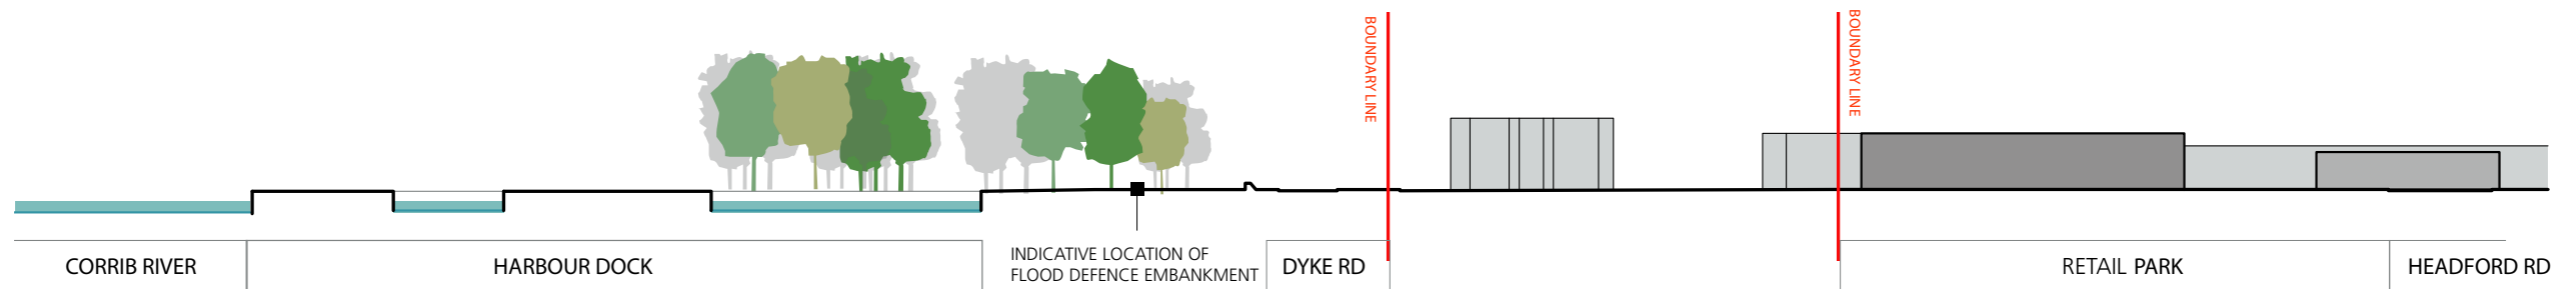 BOUNDARY LINE
BOUNDARY LINE
CORRIB RIVER
HARBOUR DOCK
INDICATIVE LOCATION OF
FLOOD DEFENCE EMBANKMENT
DYKE RD
RETAIL PARK
HEADFORD RD